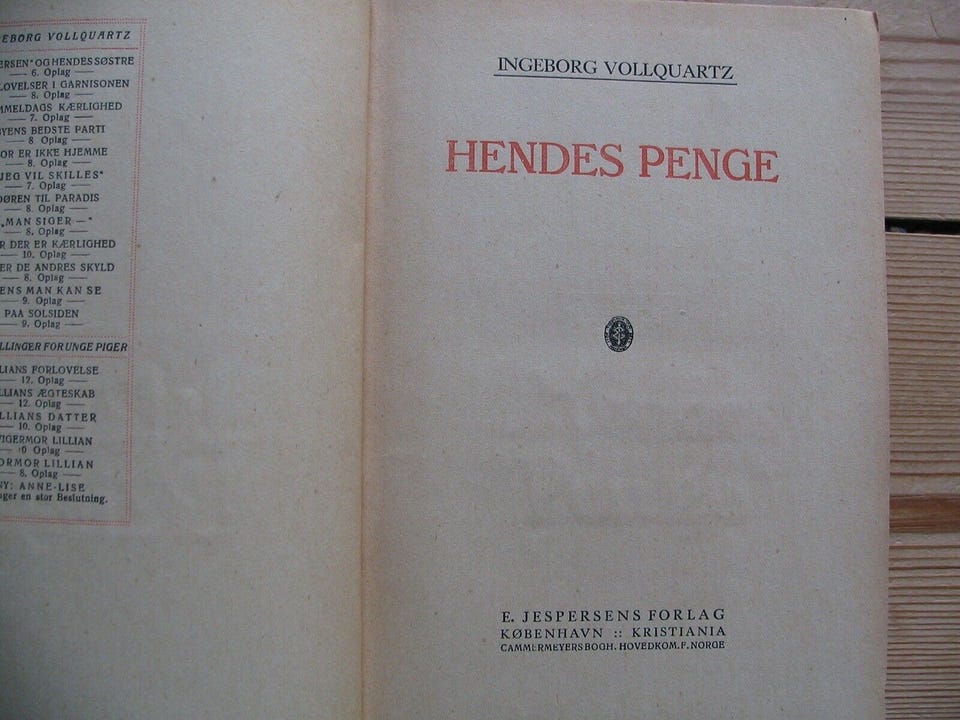 EBORG VOLLQUARTZ
ERSEN" OG HENDES SØSTRE
— 6. Oplag —
LOVELSER I GARNISONEN
— 8. Oplag —
MMELDAGS KÆRLIGHED
— 7. Oplag —
BYENS BEDSTE PARTI
— 8 Oplag —
OR ER IKKE HJEMME
— 8. Oplag —
JEG VIL SKILLES"
— 7. Oplag —
DØREN TIL PARADIS
— 8. Oplag —
„MAN SIGER —"
— 8. Oplag —
R DER ER KÆRLIGHED
— 10. Oplag —
ER DE ANDRES SKYLD
— 8. Oplag —
ENS MAN KAN SE
— 9. Oplag —
PAA SOLSIDEN
— 9. Oplag —
LLINGER FOR UNGE PIGER
LIANS FORLOVELSE
— 12. Oplag —
LLIANS ÆGTESKAB
— 12. Oplag —
LLIANS DATTER
— 10. Oplag —
VIGERMOR LILLIAN
— Oplag —
ORMOR LILLIAN
— 8. Oplag —
NY: ANNE-LISE
ger en stor Beslutning.
INGEBORG VOLLQUARTZ
HENDES PENGE
E. JESPERSENS FORLAG
KØBENHAVN :: KRISTIANIA
CAMMERMEYERS BOGH. HOVEDKOM. F. NORGE